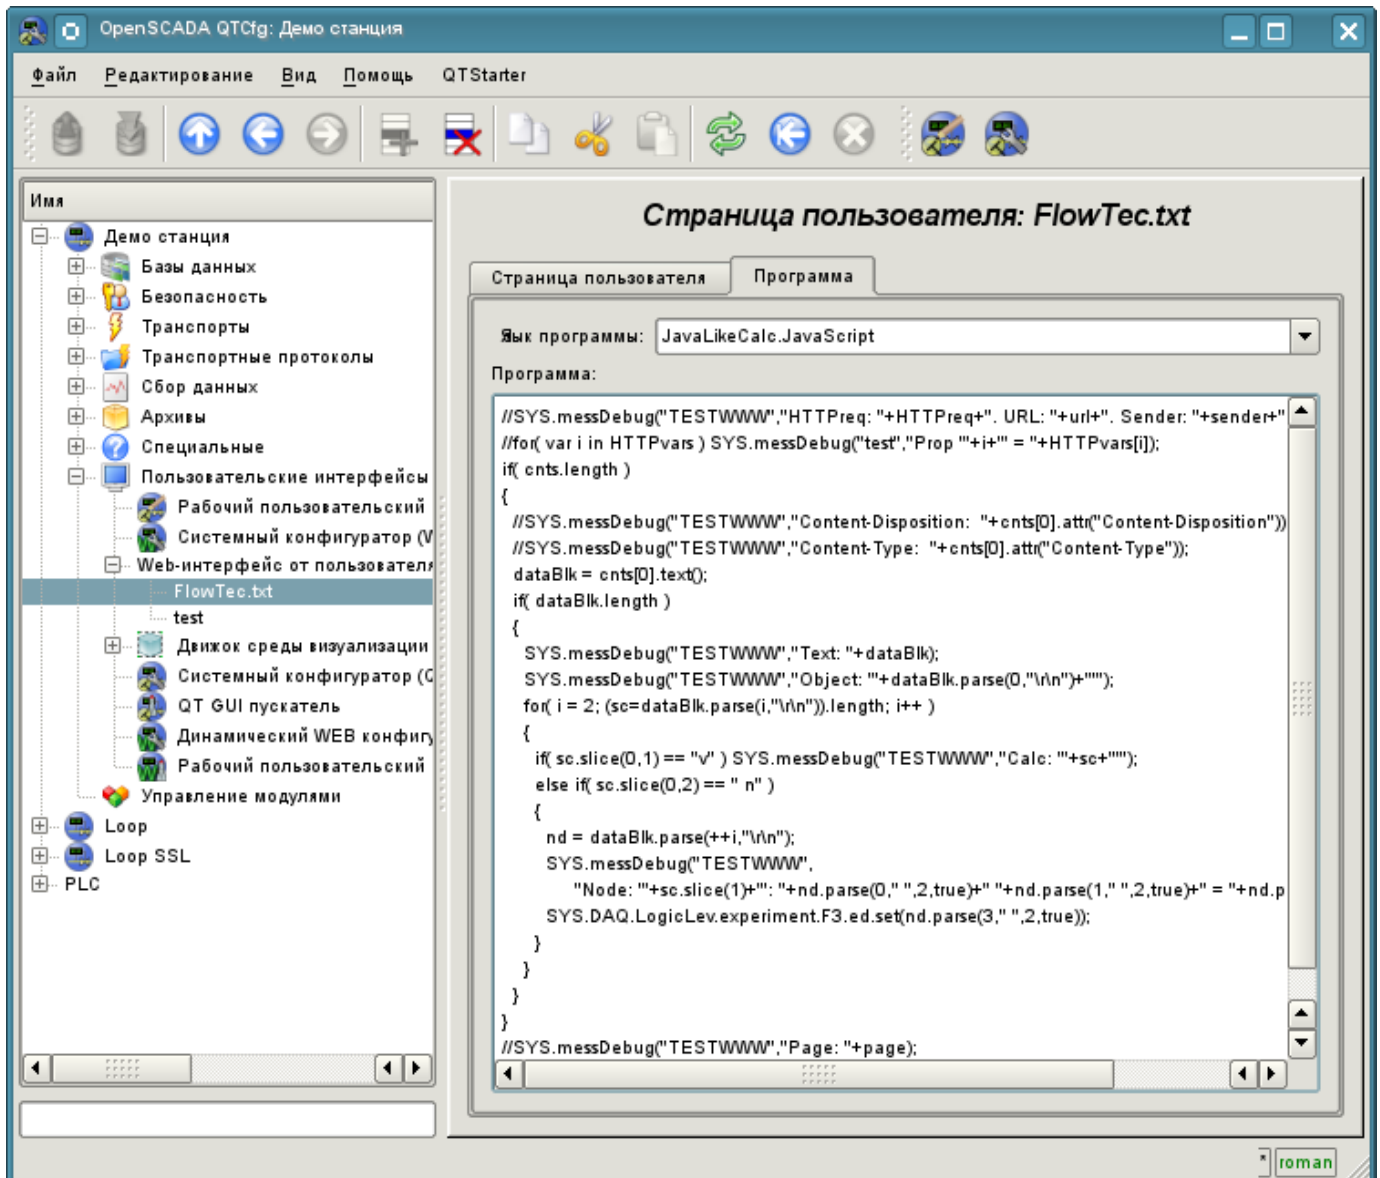 OpenSCADA QTCfg: Демо станция
Файл Редактирование Вид Помощь QTStarter
Имя
Демо станция
Базы данных
Безопасность
Транспорты
Транспортные протоколы
Сбор данных
Архивы
Специальные
Пользовательские интерфейсы
Рабочий пользовательский
Системный конфигуратор (V
Web-интерфейс от пользователя
FlowTec.txt
test
Движок среды визуализации
Системный конфигуратор (Q
QT GUI пускатель
Динамический WEB конфигу
Рабочий пользовательский
Управление модулями
Loop
Loop SSL
PLC
Страница пользователя: FlowTec.txt
Страница пользователя Программа
Язык программы: JavaLikeCalc.JavaScript
Программа:
//SYS.messDebug("TESTWWW","HTTPreq: "+HTTPreq+". URL: "+url+". Sender: "+sender+"
//for( var i in HTTPvars ) SYS.messDebug("test","Prop '"+i+"' = "+HTTPvars[i]);
if( cnts.length )
{
//SYS.messDebug("TESTWWW","Content-Disposition: "+cnts[0].attr("Content-Disposition"))
//SYS.messDebug("TESTWWW","Content-Type: "+cnts[0].attr("Content-Type"));
dataBlk = cnts[0].text();
if( dataBlk.length )
{
SYS.messDebug("TESTWWW","Text: "+dataBlk);
SYS.messDebug("TESTWWW","Object: '"+dataBlk.parse(0,"\r\n")+"'");
for( i = 2; (sc=dataBlk.parse(i,"\r\n")).length; i++ )
{
if( sc.slice(0,1) == "v" ) SYS.messDebug("TESTWWW","Calc: '"+sc+"'");
else if( sc.slice(0,2) == " n" )
{
nd = dataBlk.parse(++i,"\r\n");
SYS.messDebug("TESTWWW",
"Node: '"+sc.slice(1)+"': "+nd.parse(0," ",2,true)+" "+nd.parse(1," ",2,true)+" = "+nd.p
SYS.DAQ.LogicLev.experiment.F3.ed.set(nd.parse(3," ",2,true));
}
}
}
}
//SYS.messDebug("TESTWWW","Page: "+page);
* roman